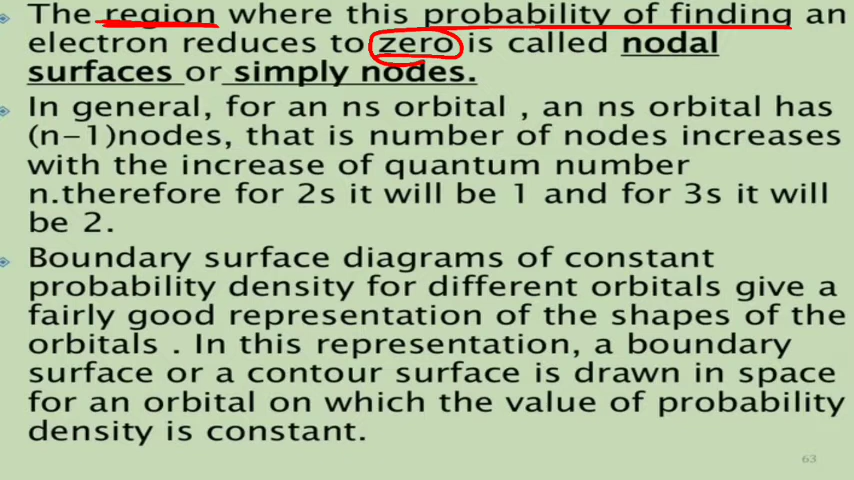 The region where this probability of finding an
electron reduces to zero is called nodal
surfaces or simply nodes.
In general, for an ns orbital , an ns orbital has
(n-1)nodes, that is number of nodes increases
with the increase of quantum number
n.therefore for 2s it will be 1 and for 3s it will
be 2.
Boundary surface diagrams of constant
probability density for different orbitals give a
fairly good representation of the shapes of the
orbitals . In this representation, a boundary
surface or a contour surface is drawn in space
for an orbital on which the value of probability
density is constant.
63